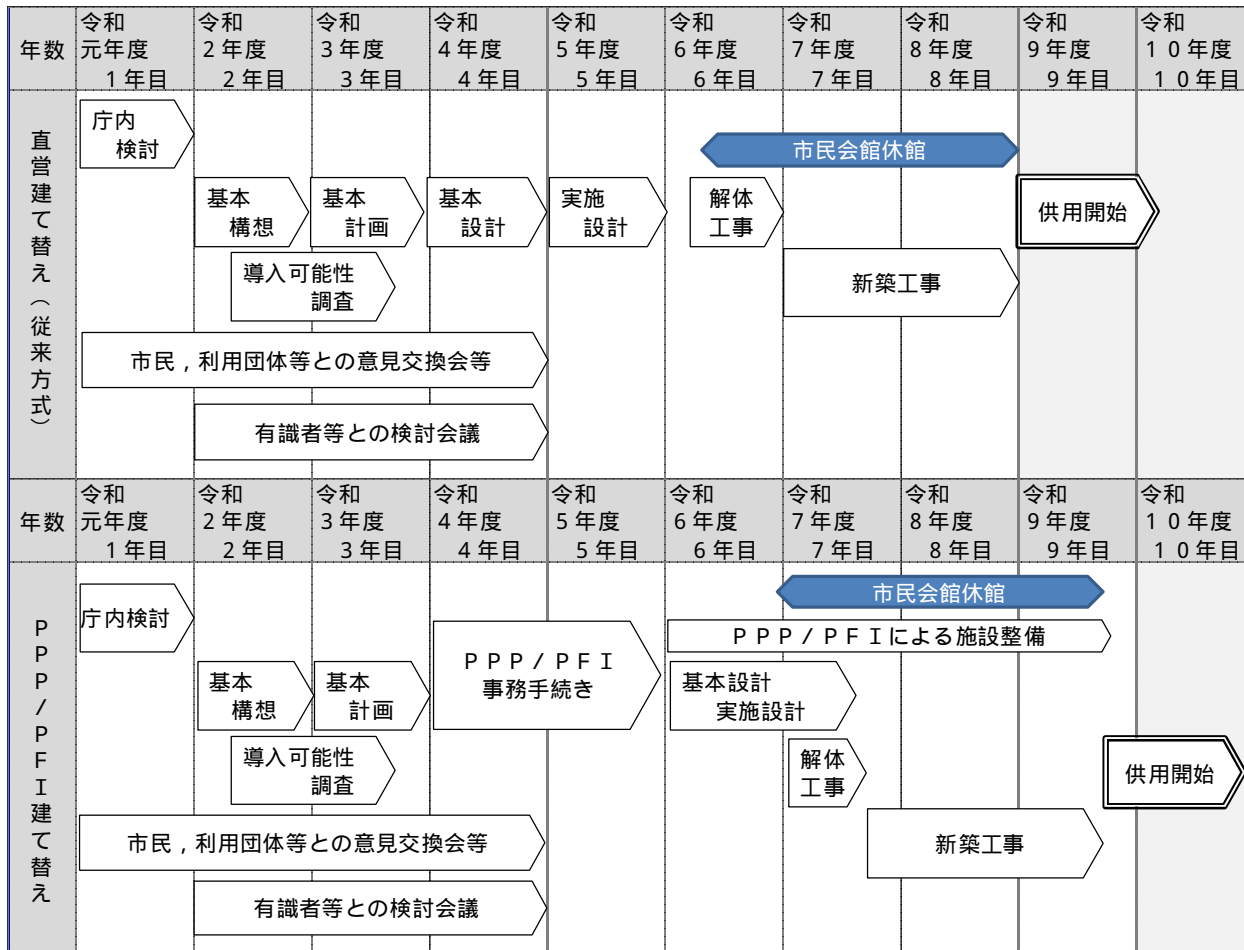 年数
令和
元年度
1年目
令和
2年度
2年目
令和
3年度
3年目
令和
4年度
4年目
令和
5年度
5年目
令和
6年度
6年目
令和
7年度
7年目
令和
8年度
8年目
令和
9年度
9年目
令和
10年度
10年目
直営建て替え(従来方式)
庁内
検討
市民会館休館
基本
構想
基本
計画
基本
設計
実施
設計
解体
工事
供用開始
導入可能性
調査
新築工事
市民,利用団体等との意見交換会等
有識者等との検討会議
年数
令和
元年度
1年目
令和
2年度
2年目
令和
3年度
3年目
令和
4年度
4年目
令和
5年度
5年目
令和
6年度
6年目
令和
7年度
7年目
令和
8年度
8年目
令和
9年度
9年目
令和
10年度
10年目
PPP/PFI建て替え
庁内検討
市民会館休館
PPP/PFIによる施設整備
PPP/PFI
事務手続き
基本
構想
基本
計画
基本設計
実施設計
導入可能性
調査
解体
工事
供用開始
市民,利用団体等との意見交換会等
新築工事
有識者等との検討会議